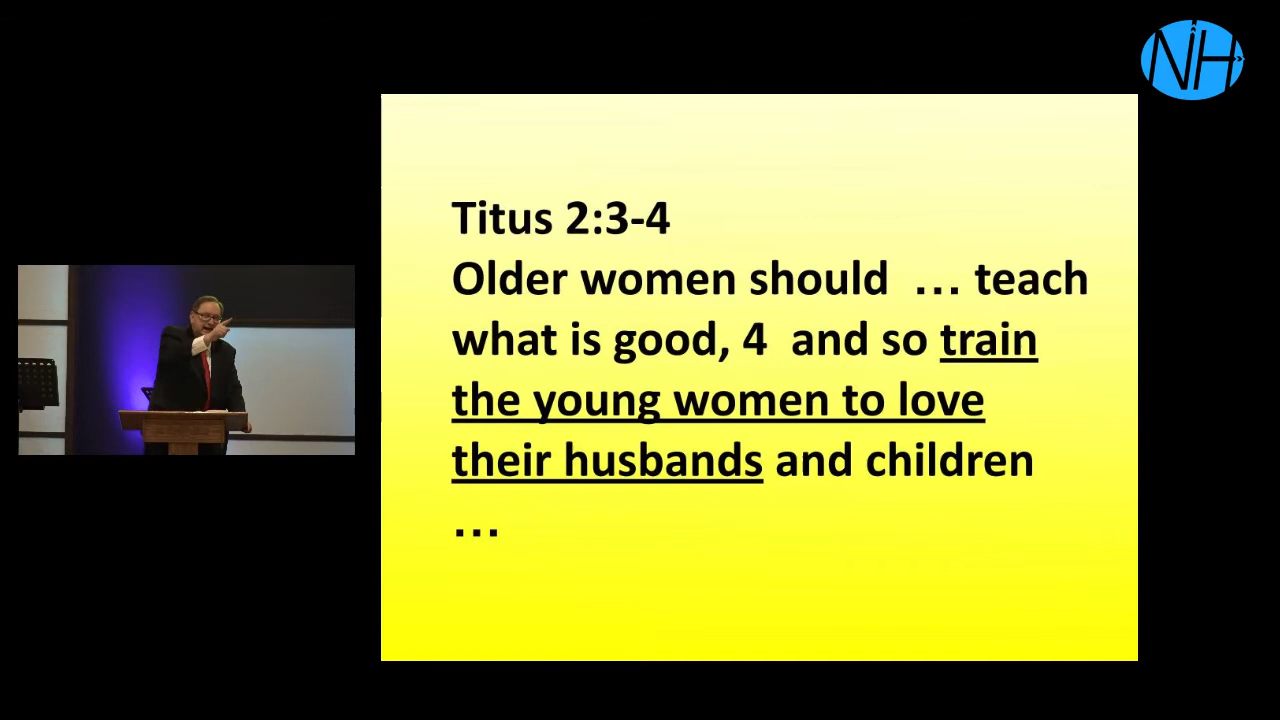 NH
Titus 2:3-4
Older women should … teach
what is good, 4 and so train
the young women to love
their husbands and children
…